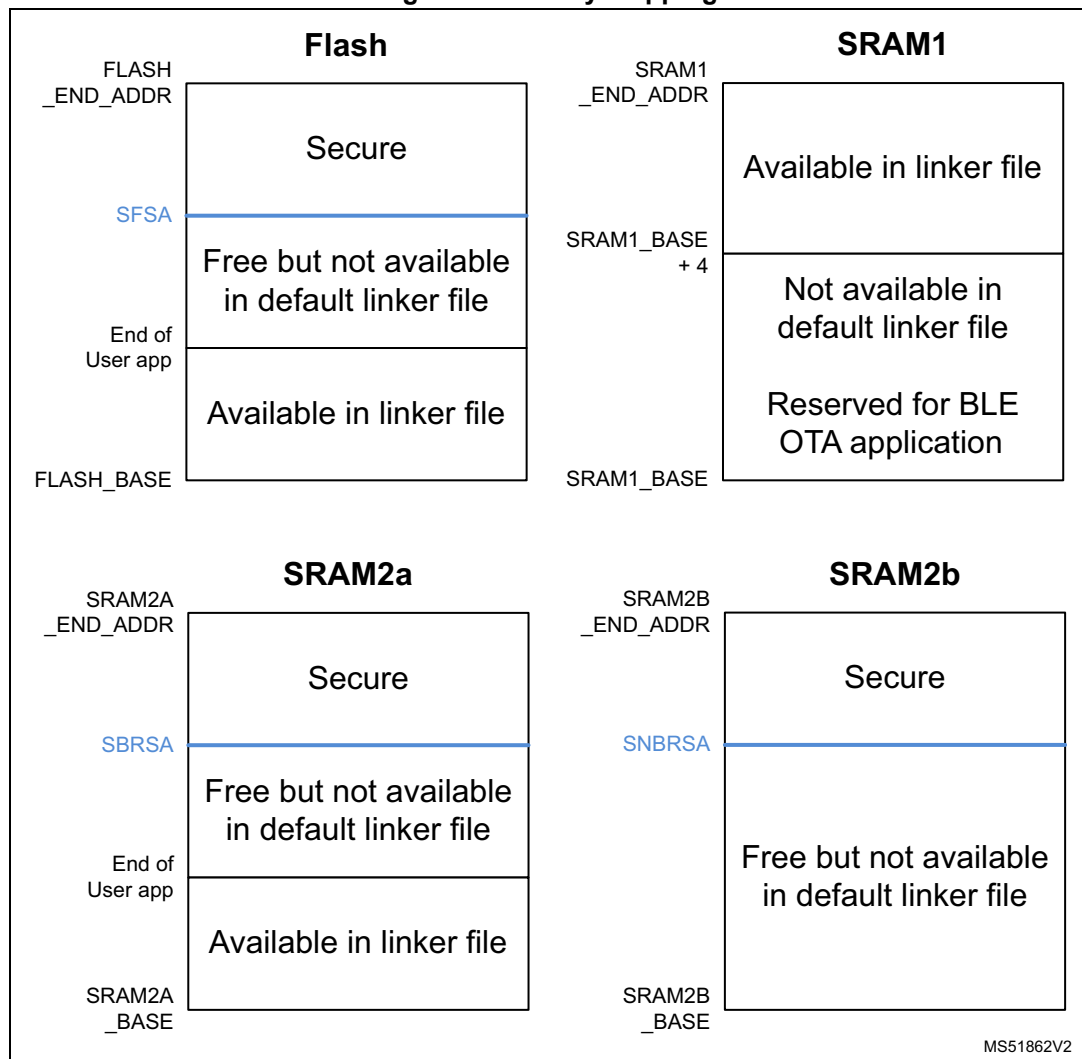 Flash
FLASH
_END_ADDR
Secure
SFSA
Free but not available
in default linker file
End of
User app
Available in linker file
FLASH_BASE
SRAM1
SRAM1
_END_ADDR
Available in linker file
SRAM1_BASE
+ 4
Not available in
default linker file
Reserved for BLE
OTA application
SRAM1_BASE
SRAM2a
SRAM2A
_END_ADDR
Secure
SBRSA
Free but not available
in default linker file
End of
User app
Available in linker file
SRAM2A
_BASE
SRAM2b
SRAM2B
_END_ADDR
Secure
SNBRSA
Free but not available
in default linker file
SRAM2B
_BASE
MS51862V2